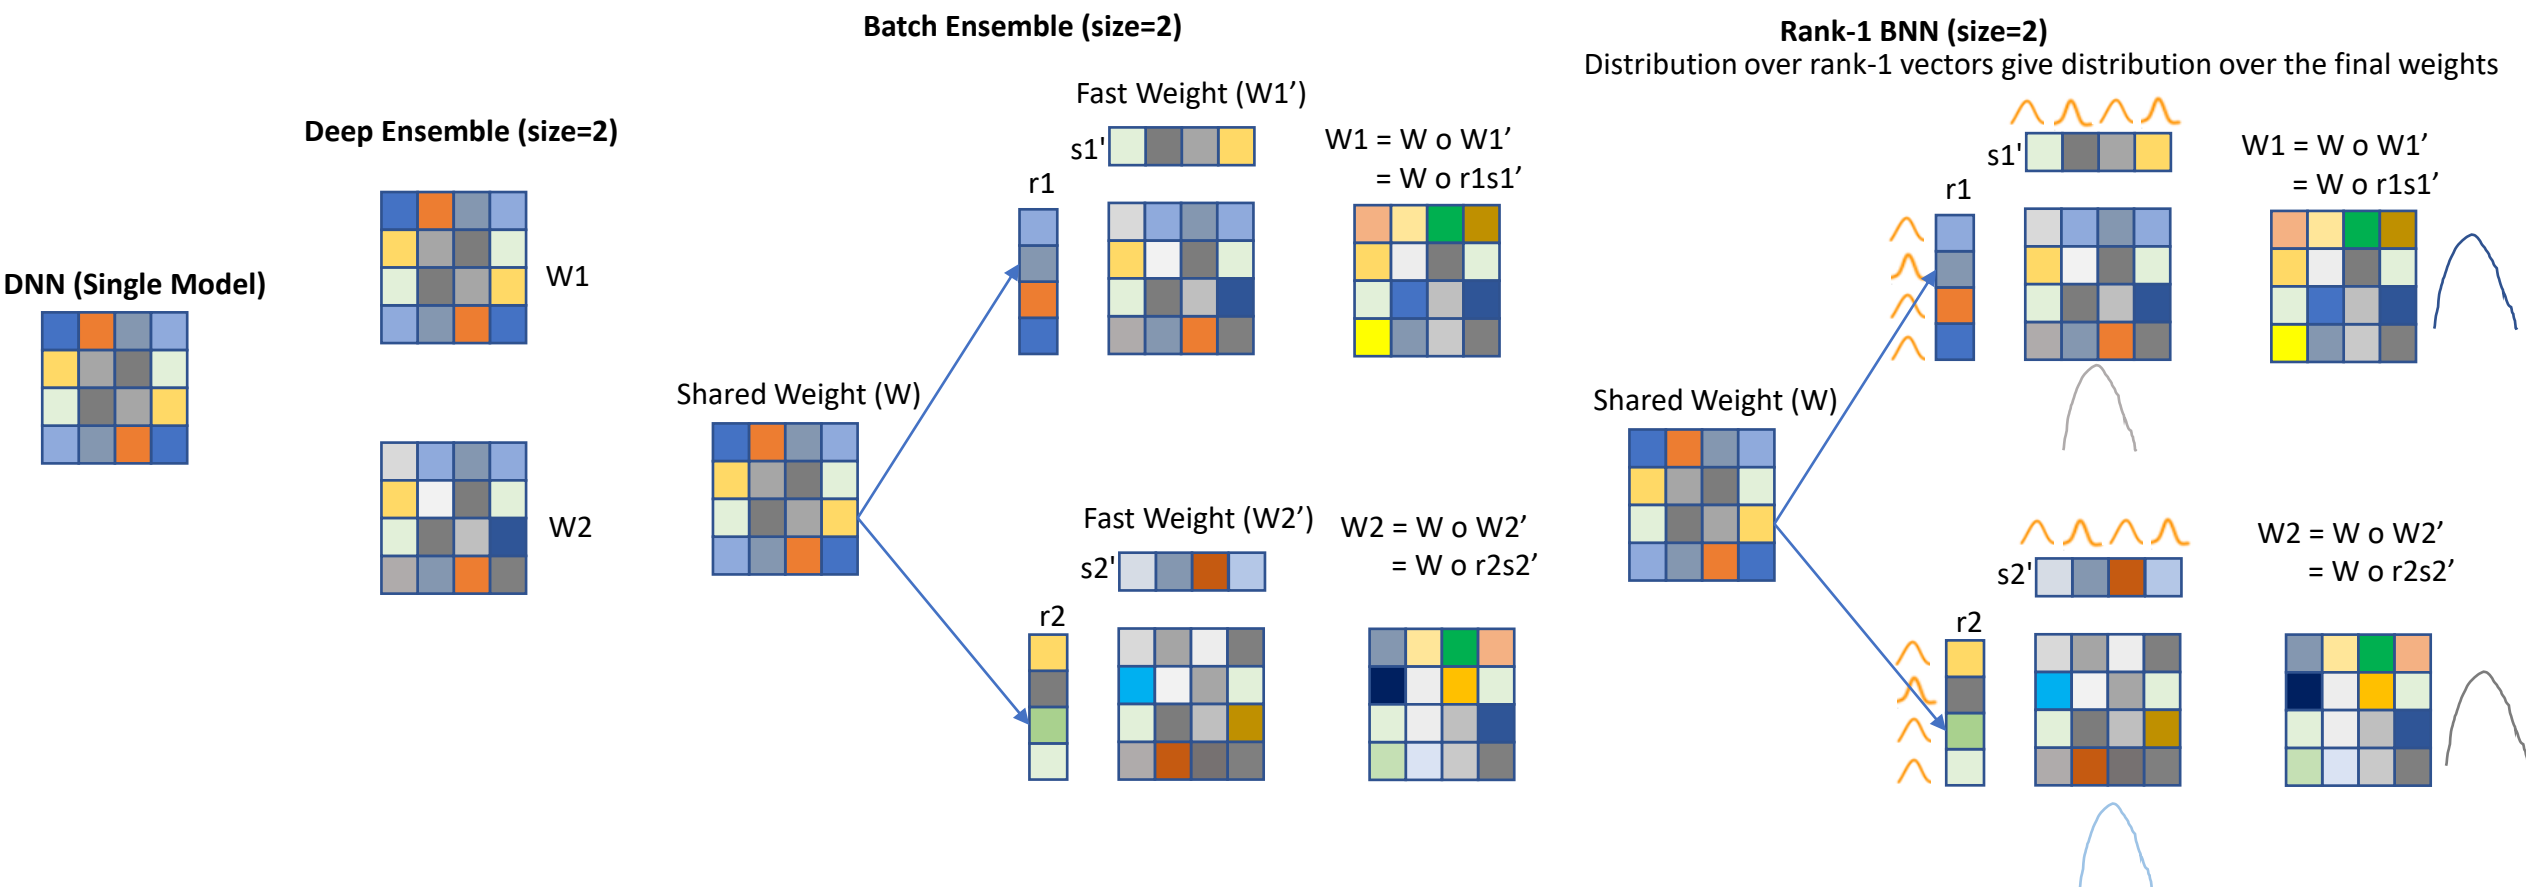 DNN (Single Model)
Deep Ensemble (size=2)
W1
W2
Batch Ensemble (size=2)
Shared Weight (W)
Fast Weight (W1’)
s1'
r1
W1 = W o W1’
= W o r1s1’
Fast Weight (W2’)
s2'
r2
W2 = W o W2’
= W o r2s2’
Rank-1 BNN (size=2)
Distribution over rank-1 vectors give distribution over the final weights
Shared Weight (W)
s1'
r1
W1 = W o W1’
= W o r1s1’
s2'
r2
W2 = W o W2’
= W o r2s2’